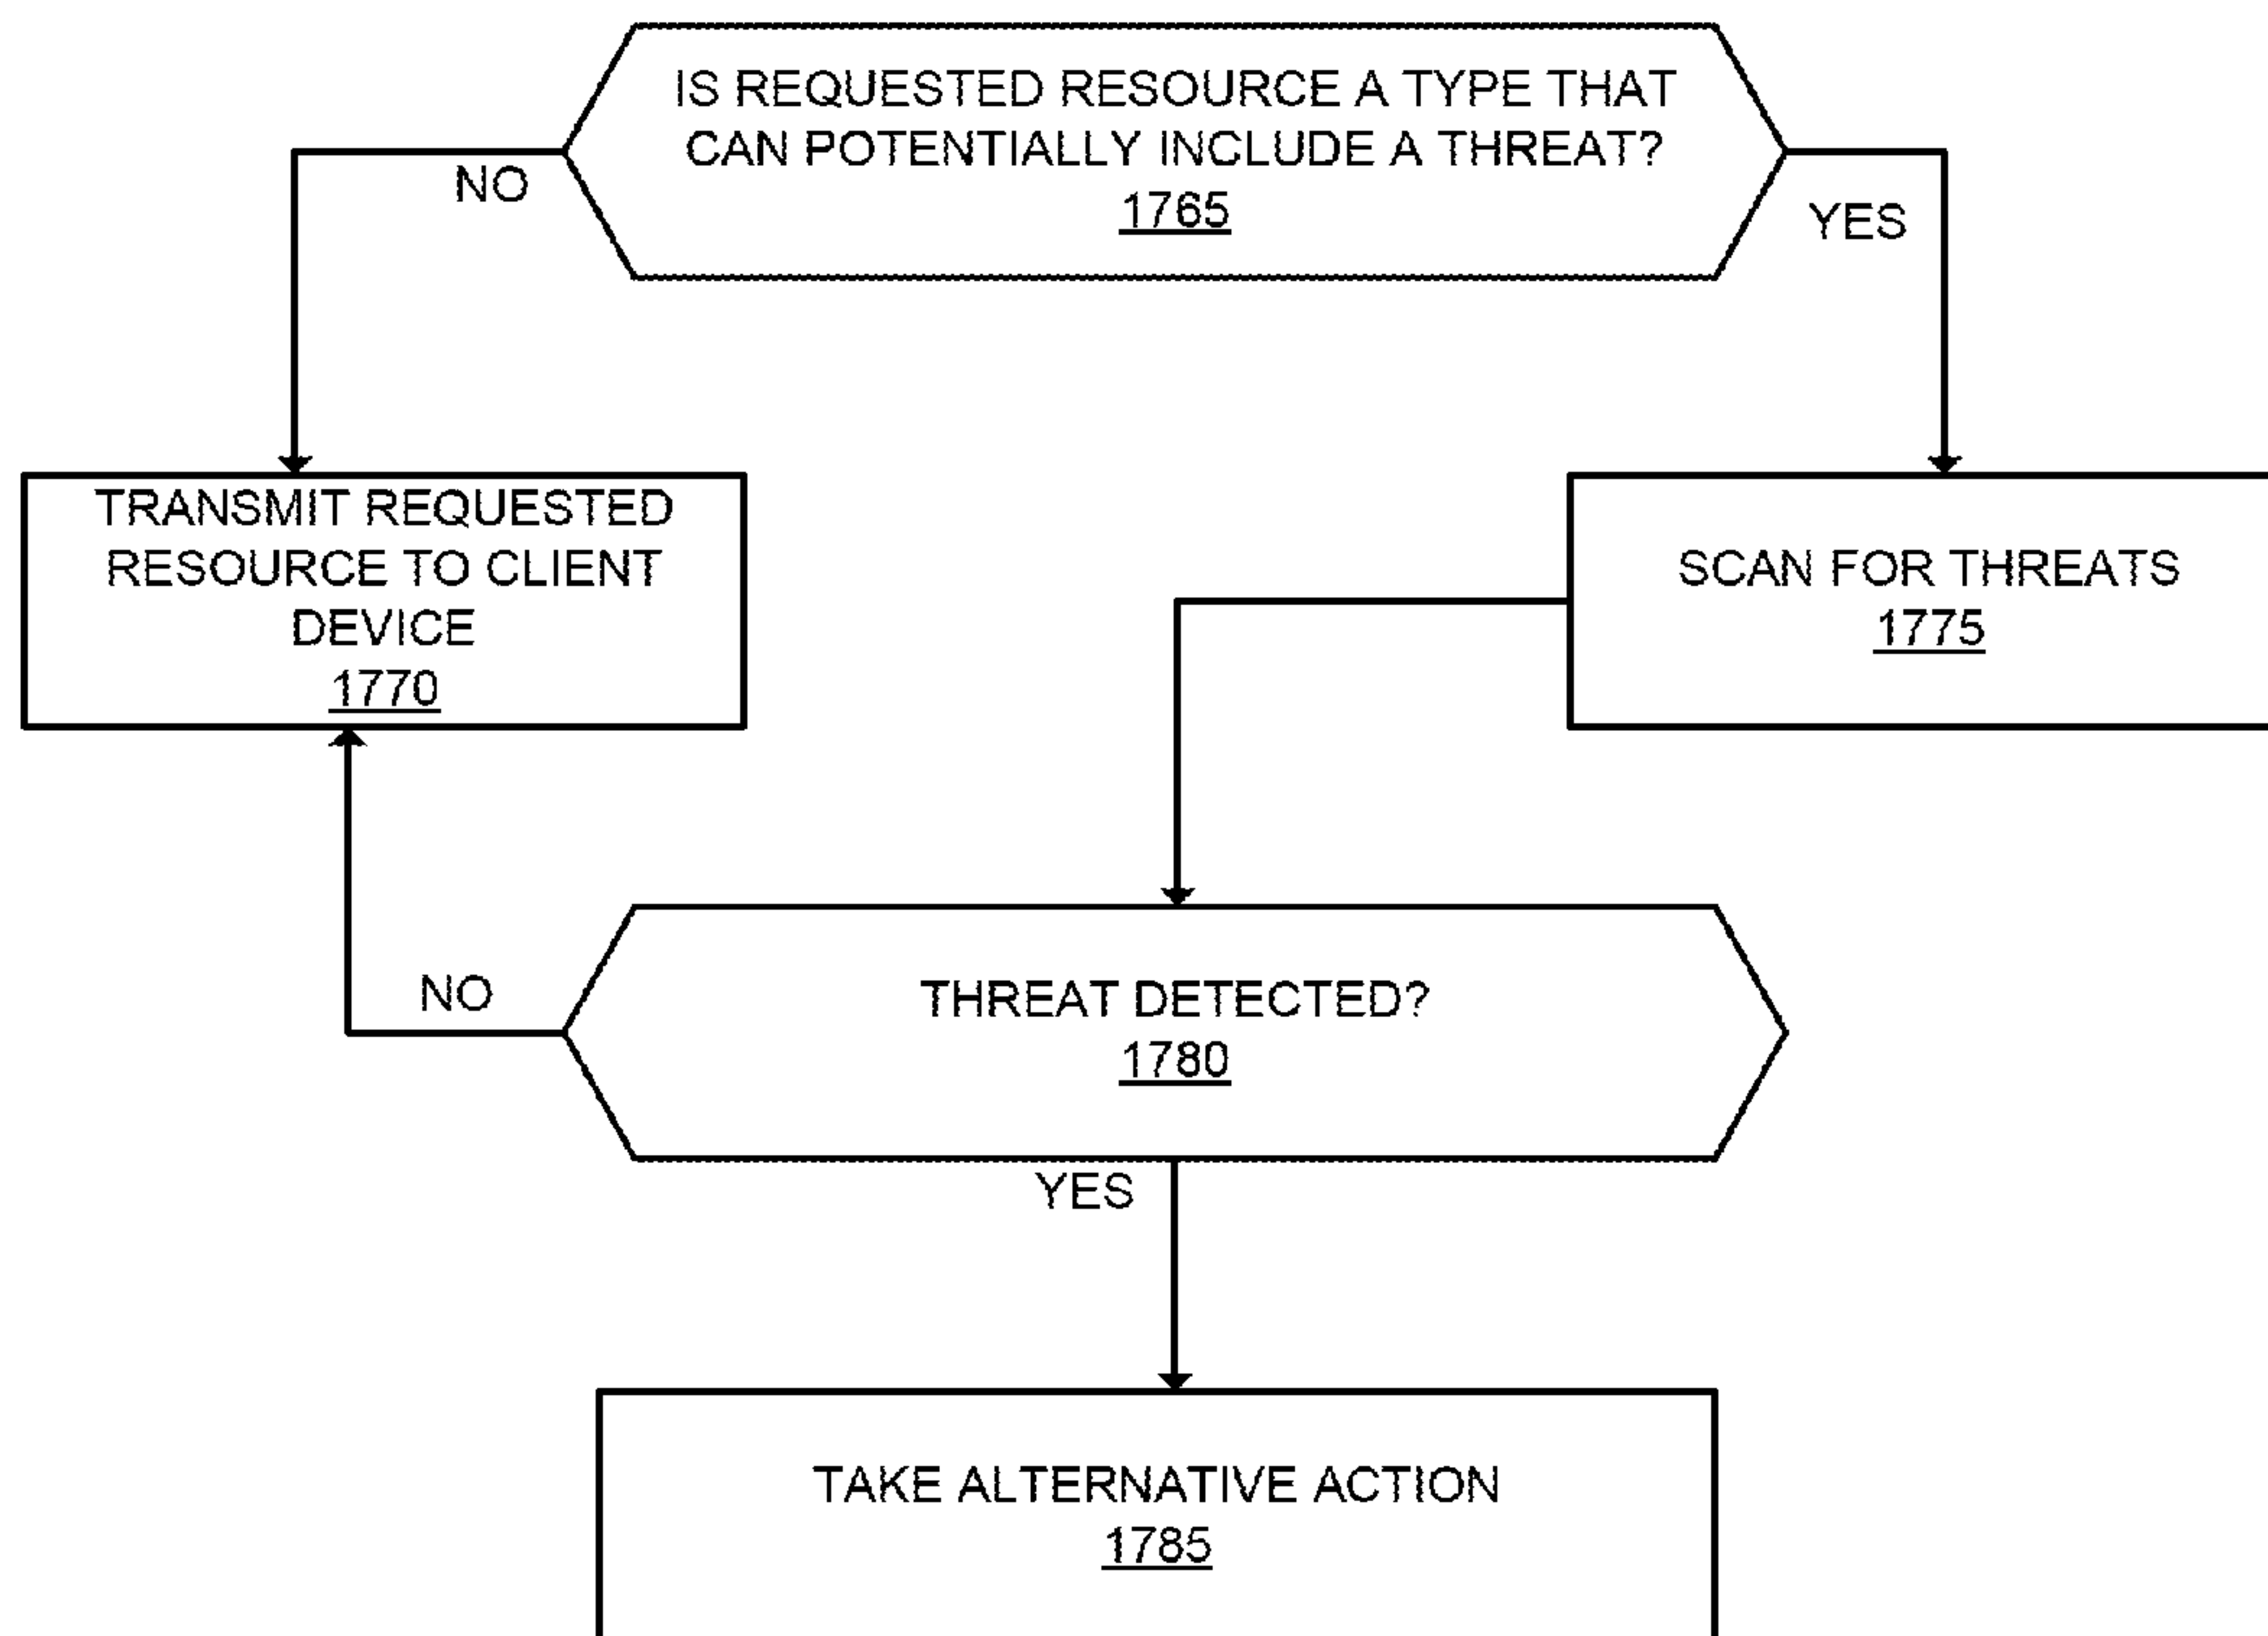 IS REQUESTED RESOURCE A TYPE THAT
CAN POTENTIALLY INCLUDE A THREAT?
1765
NO
YES
TRANSMIT REQUESTED
RESOURCE TO CLIENT
DEVICE
1770
SCAN FOR THREATS
1775
NO
THREAT DETECTED?
1780
YES
TAKE ALTERNATIVE ACTION
1785